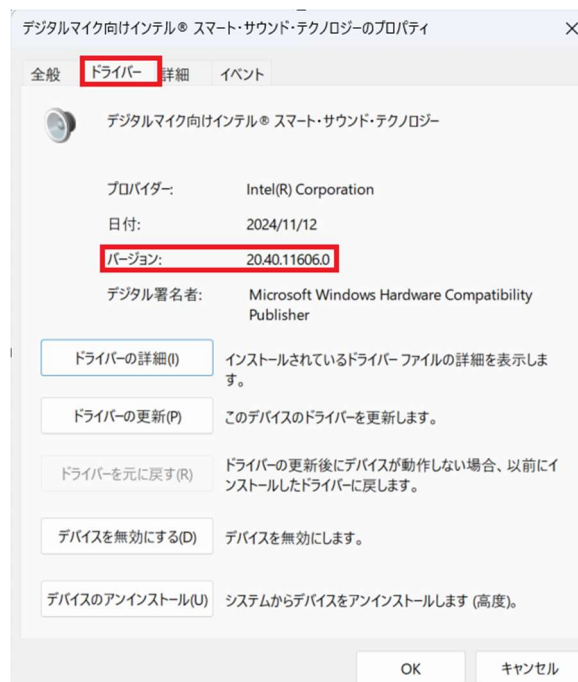 デジタルマイク向けインテル® スマート・サウンド・テクノロジーのプロパティ
全般 ドライバー 詳細 イベント
デジタルマイク向けインテル® スマート・サウンド・テクノロジー
プロバイダー: Intel(R) Corporation
日付: 2024/11/12
バージョン: 20.40.11606.0
デジタル署名者: Microsoft Windows Hardware Compatibility
Publisher
ドライバーの詳細(I) インストールされているドライバー ファイルの詳細を表示しま
す。
ドライバーの更新(P) このデバイスのドライバーを更新します。
ドライバーを元に戻す(R) ドライバーの更新後にデバイスが動作しない場合、以前にイ
ンストールしたドライバーに戻します。
デバイスを無効にする(D) デバイスを無効にします。
デバイスのアンインストール(U) システムからデバイスをアンインストールします (高度)。
OK キャンセル